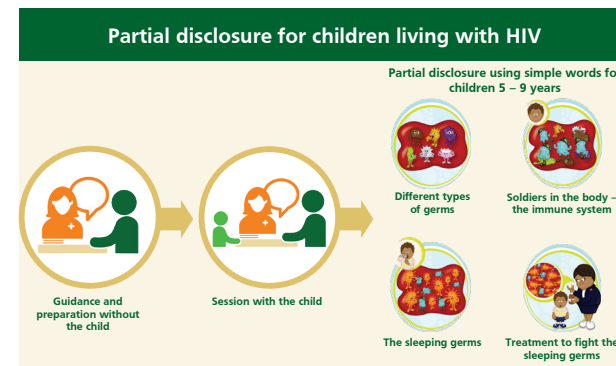 Partial disclosure for children living with HIV
Partial disclosure using simple words fo
children 5 – 9 years
Different types
of germs
Soldiers in the body –
the immune system
Guidance and
preparation without
the child
Session with the child
The sleeping germs
Treatment to fight the
sleeping germs